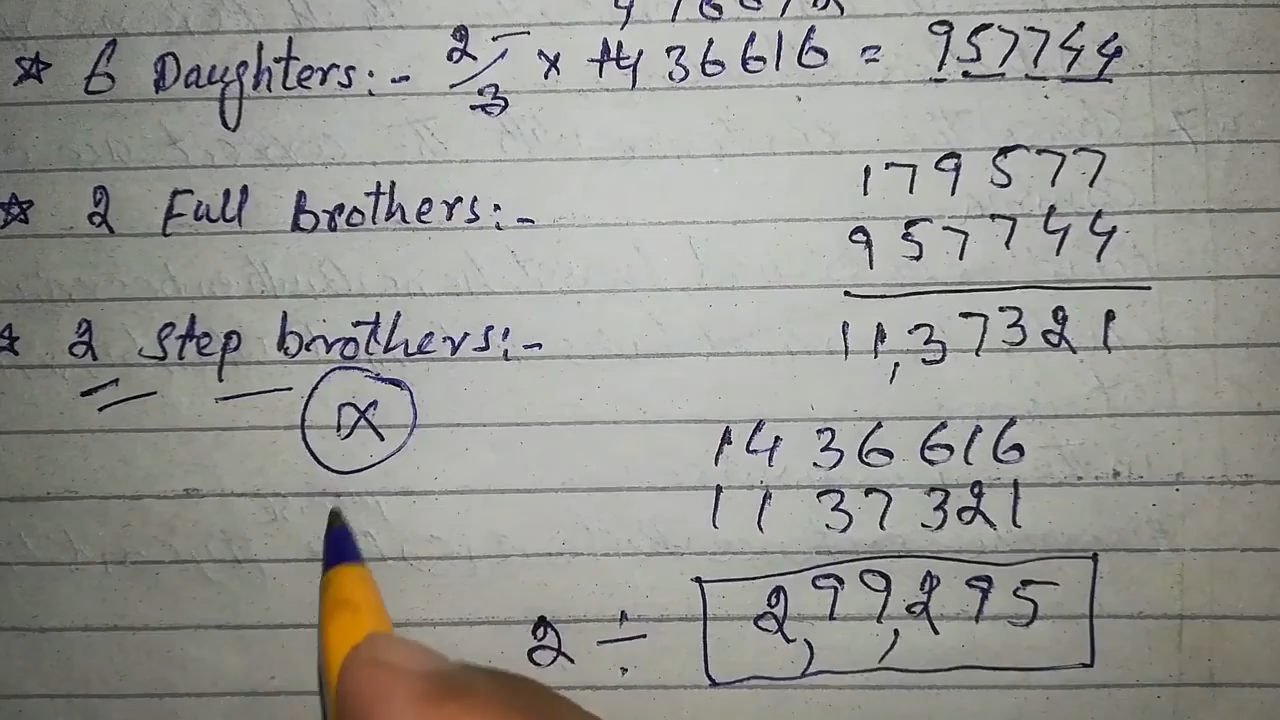 ☆ 6 Daughters:- 2/3 x 1436616 = 957744
179577
☆ 2 Full Brothers:-
957744
11,37321
☆ 2 Step brothers:-
1436616
1137321
2 ÷ 2,99,295